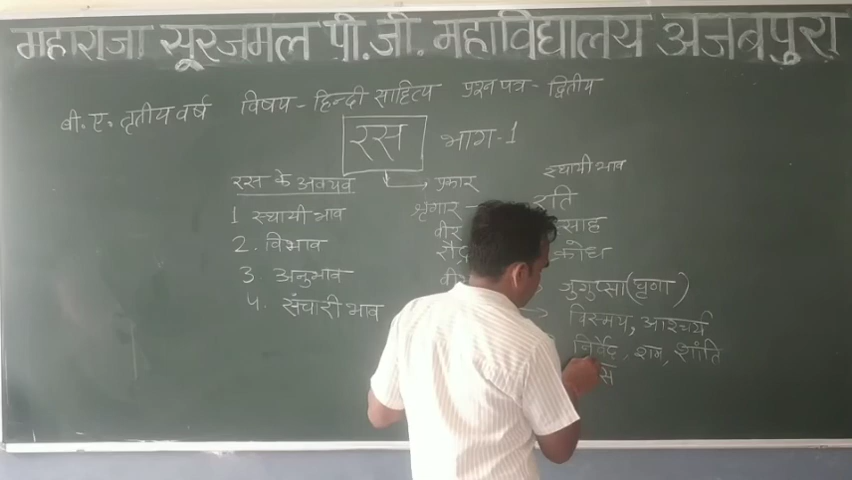 महाराजा सूरजमल पी.जी. महाविद्यालय अजबपुरा
बी. ए. तृतीय वर्ष विषय - हिन्दी साहित्य प्रश्न पत्र - द्वितीय
रस भाग-1
रस के अवयव
1 स्थायी भाव
2. विभाव
3. अनुभाव
4. संचारी भाव
प्रकार स्थायी भाव
शृंगार - रति
वीर
क्रोध
जुगुप्सा (घृणा)
विस्मय, आश्चर्य
निर्वेद, शम, शांति